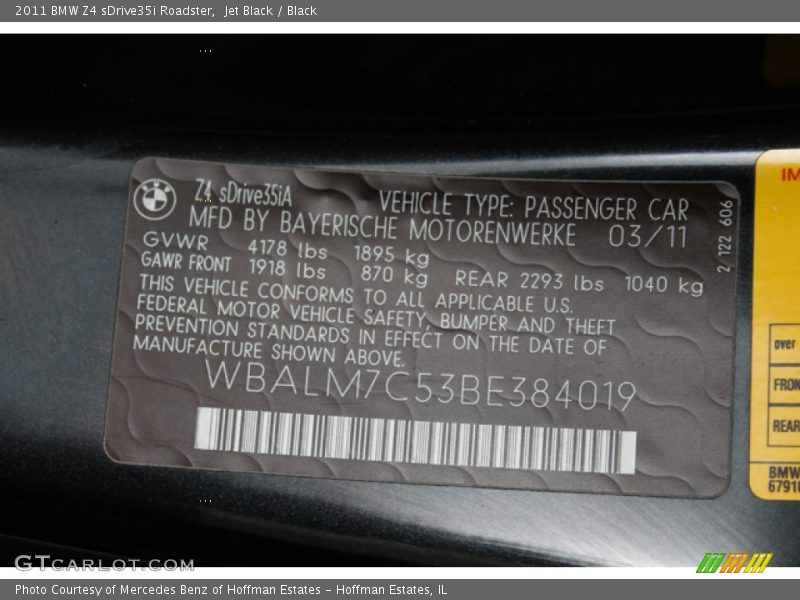 2011 BMW Z4 sDrive35i Roadster,  Jet Black / Black
Z4 sDrive35iA VEHICLE TYPE: PASSENGER CAR
MFD BY BAYERISCHE MOTORENWERKE 03/11
GVWR 4178 lbs 1895 kg
GAWR FRONT 1918 lbs 870 kg REAR 2293 lbs 1040 kg
THIS VEHICLE CONFORMS TO ALL APPLICABLE U.S.
FEDERAL MOTOR VEHICLE SAFETY, BUMPER AND THEFT
PREVENTION STANDARDS IN EFFECT ON THE DATE OF
MANUFACTURE SHOWN ABOVE.
WBALM7C53BE384019
2 122 606
IM
over
FRON
REAR
BMW
67918
GTCARLOT.COM
Photo Courtesy of Mercedes Benz of Hoffman Estates - Hoffman Estates, IL